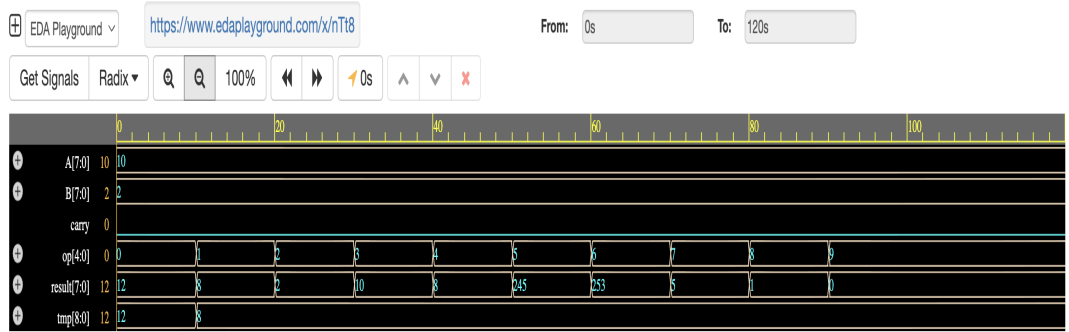 EDA Playground https://www.edaplayground.com/x/nTt8 From: 0s To: 120s
Get Signals Radix 100% 0s
0 20 40 60 80 100
A[7:0] 10 10
B[7:0] 2 2
carry 0
op[4:0] 0 0 1 2 3 4 5 6 7 8 9
result[7:0] 12 12 8 2 10 8 245 253 5 1 0
tmp[8:0] 12 12 8